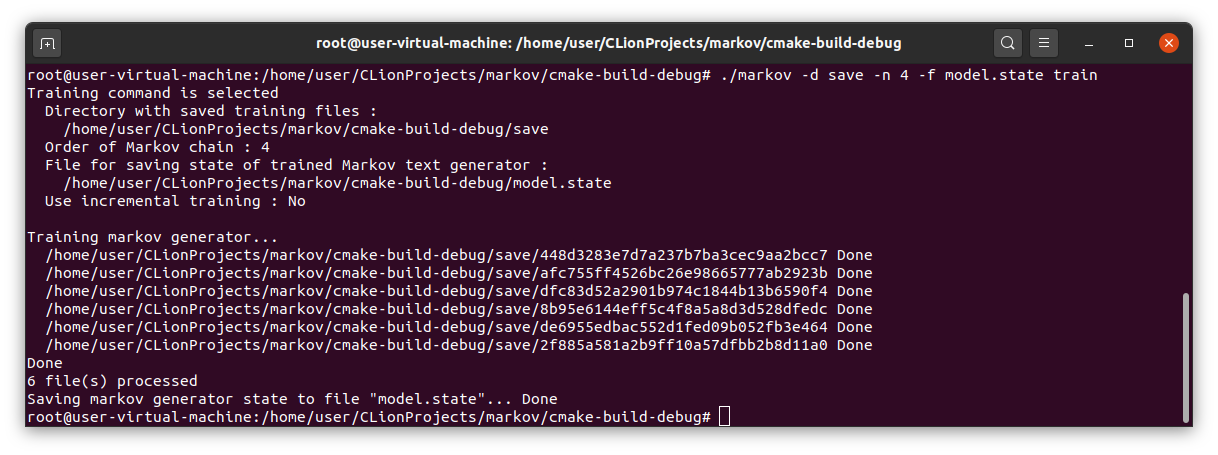 root@user-virtual-machine: /home/user/CLionProjects/markov/cmake-build-debug
root@user-virtual-machine:/home/user/CLionProjects/markov/cmake-build-debug# ./markov -d save -n 4 -f model.state train
Training command is selected
  Directory with saved training files :
    /home/user/CLionProjects/markov/cmake-build-debug/save
  Order of Markov chain : 4
  File for saving state of trained Markov text generator :
    /home/user/CLionProjects/markov/cmake-build-debug/model.state
  Use incremental training : No

Training markov generator...
  /home/user/CLionProjects/markov/cmake-build-debug/save/448d3283e7d7a237b7ba3cec9aa2bcc7 Done
  /home/user/CLionProjects/markov/cmake-build-debug/save/afc755ff4526bc26e98665777ab2923b Done
  /home/user/CLionProjects/markov/cmake-build-debug/save/dfc83d52a2901b974c1844b13b6590f4 Done
  /home/user/CLionProjects/markov/cmake-build-debug/save/8b95e6144eff5c4f8a5a8d3d528dfedc Done
  /home/user/CLionProjects/markov/cmake-build-debug/save/de6955edbac552d1fed09b052fb3e464 Done
  /home/user/CLionProjects/markov/cmake-build-debug/save/2f885a581a2b9ff10a57dfbb2b8d11a0 Done
Done
6 file(s) processed
Saving markov generator state to file "model.state"... Done
root@user-virtual-machine:/home/user/CLionProjects/markov/cmake-build-debug#